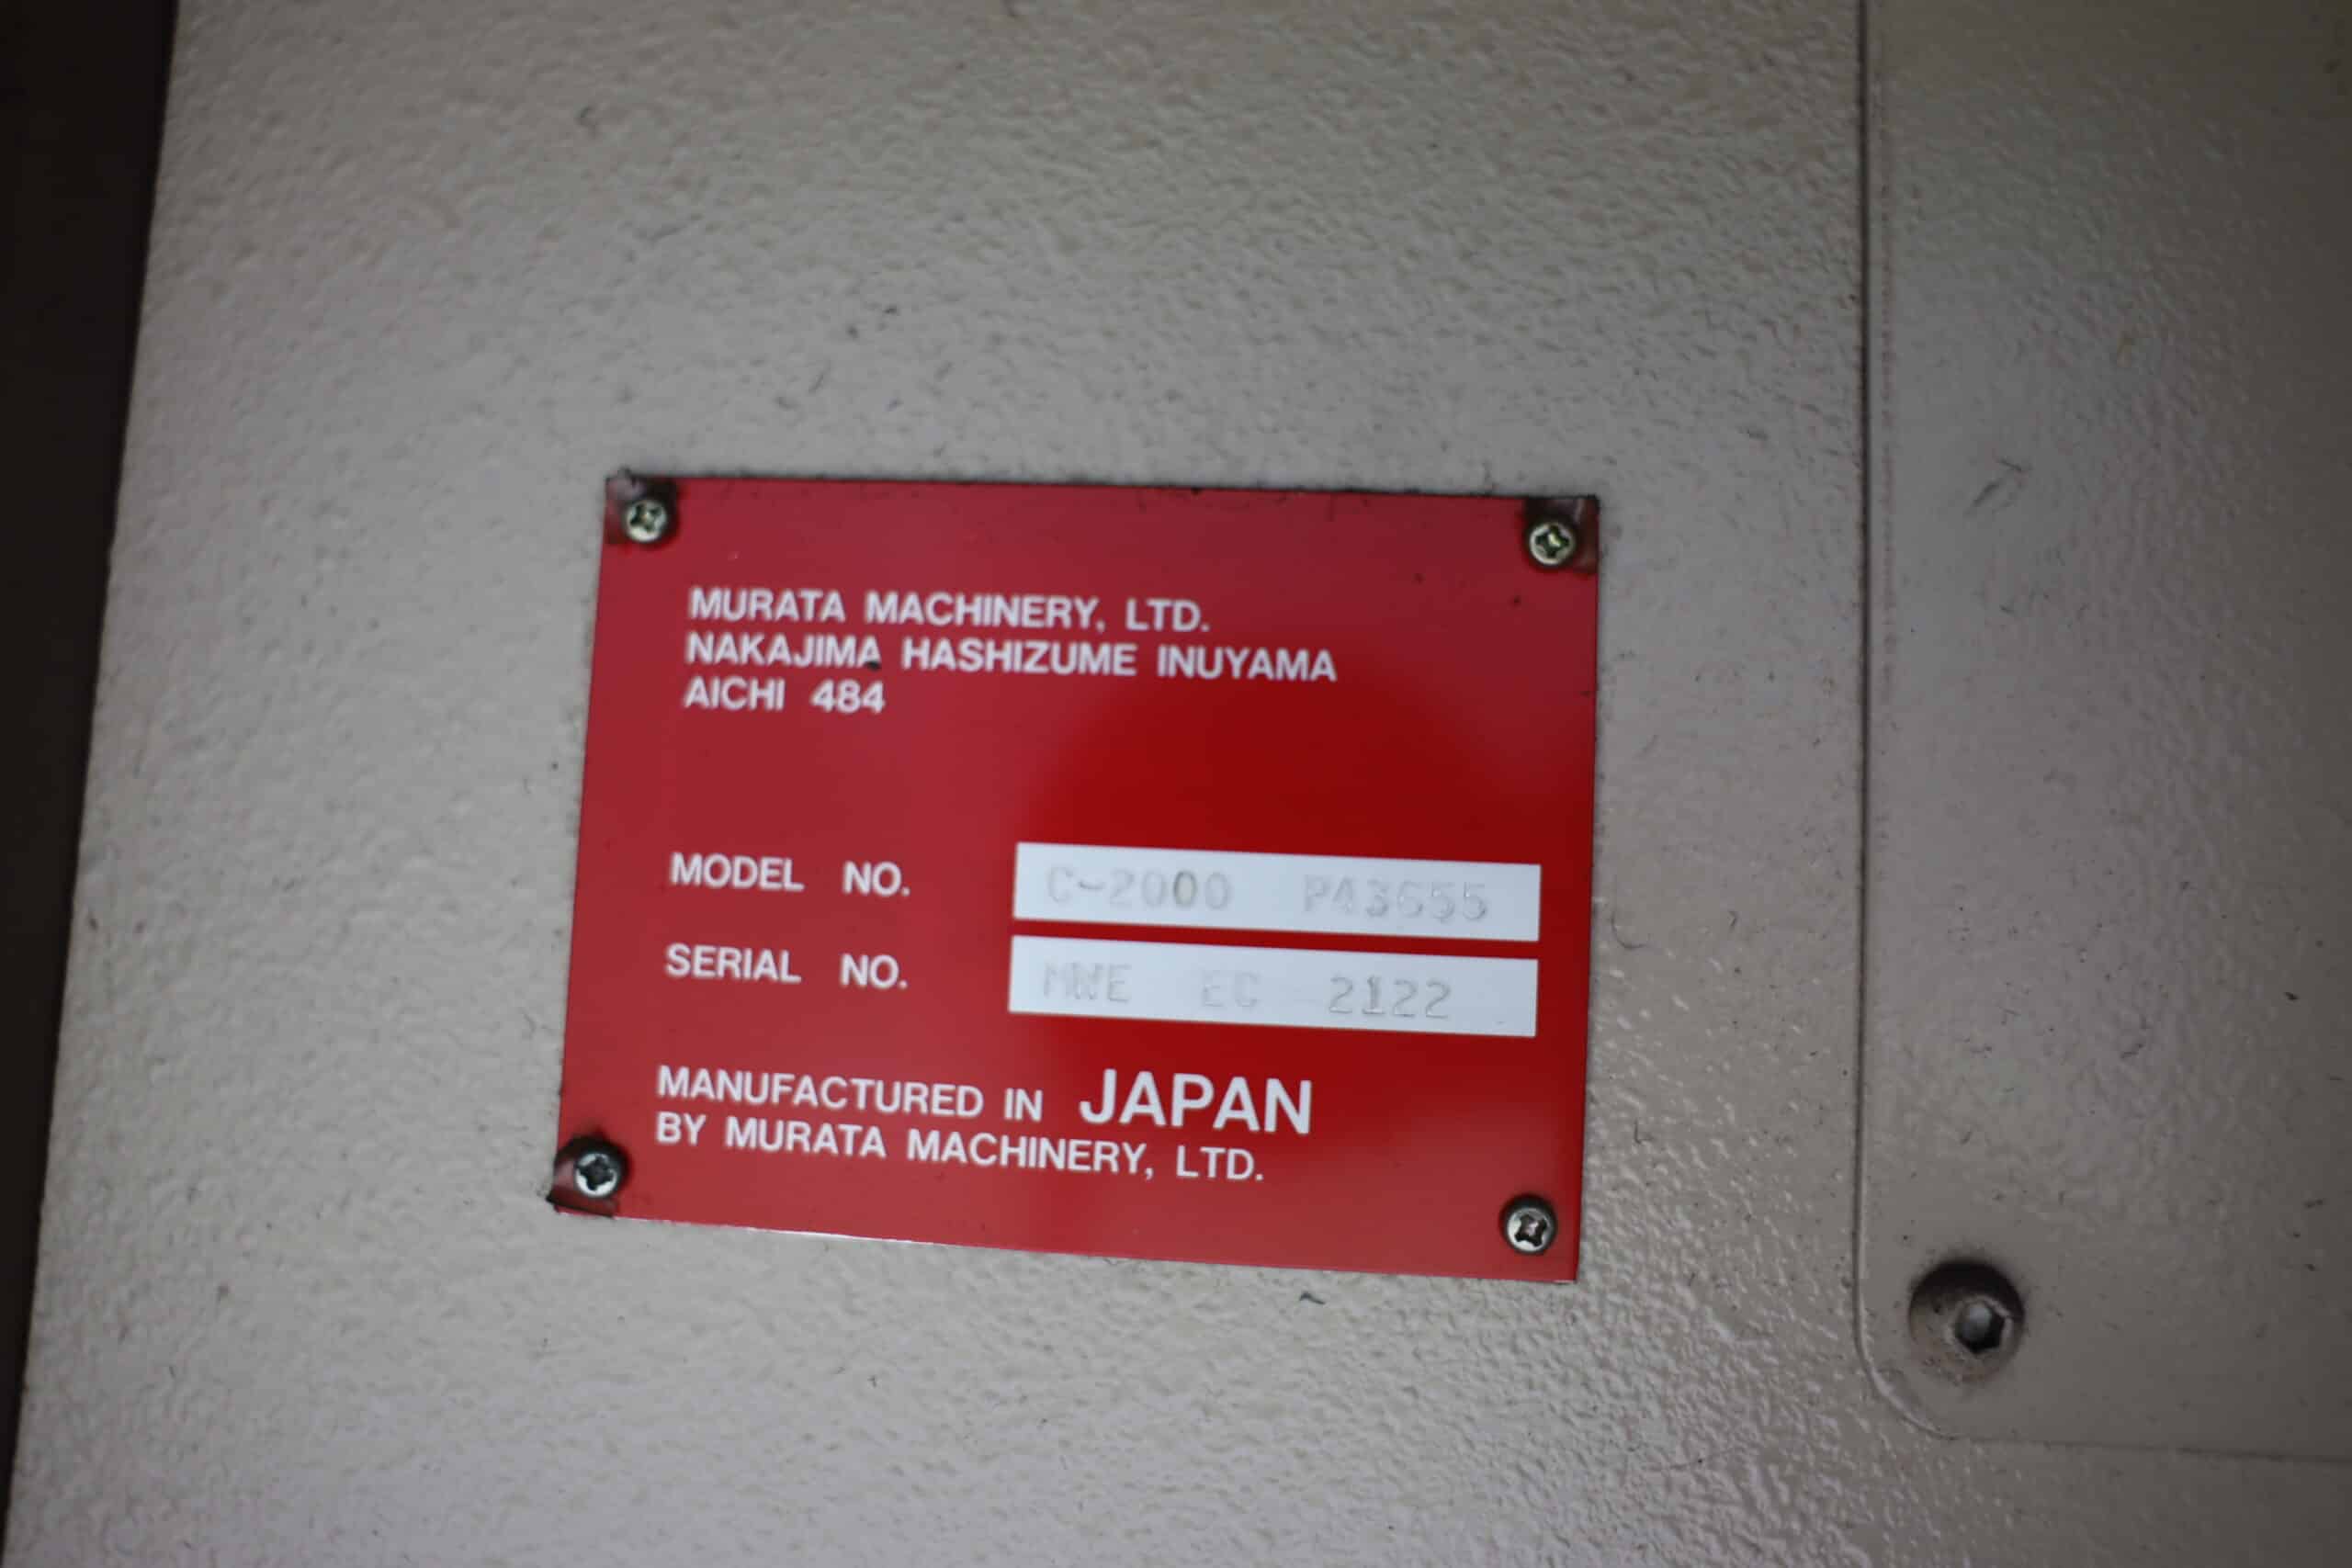 MURATA MACHINERY, LTD.
NAKAJIMA HASHIZUME INUYAMA
AICHI 484
MODEL NO. C-2000 P43655
SERIAL NO. MWE EC 2122
MANUFACTURED IN JAPAN
BY MURATA MACHINERY, LTD.